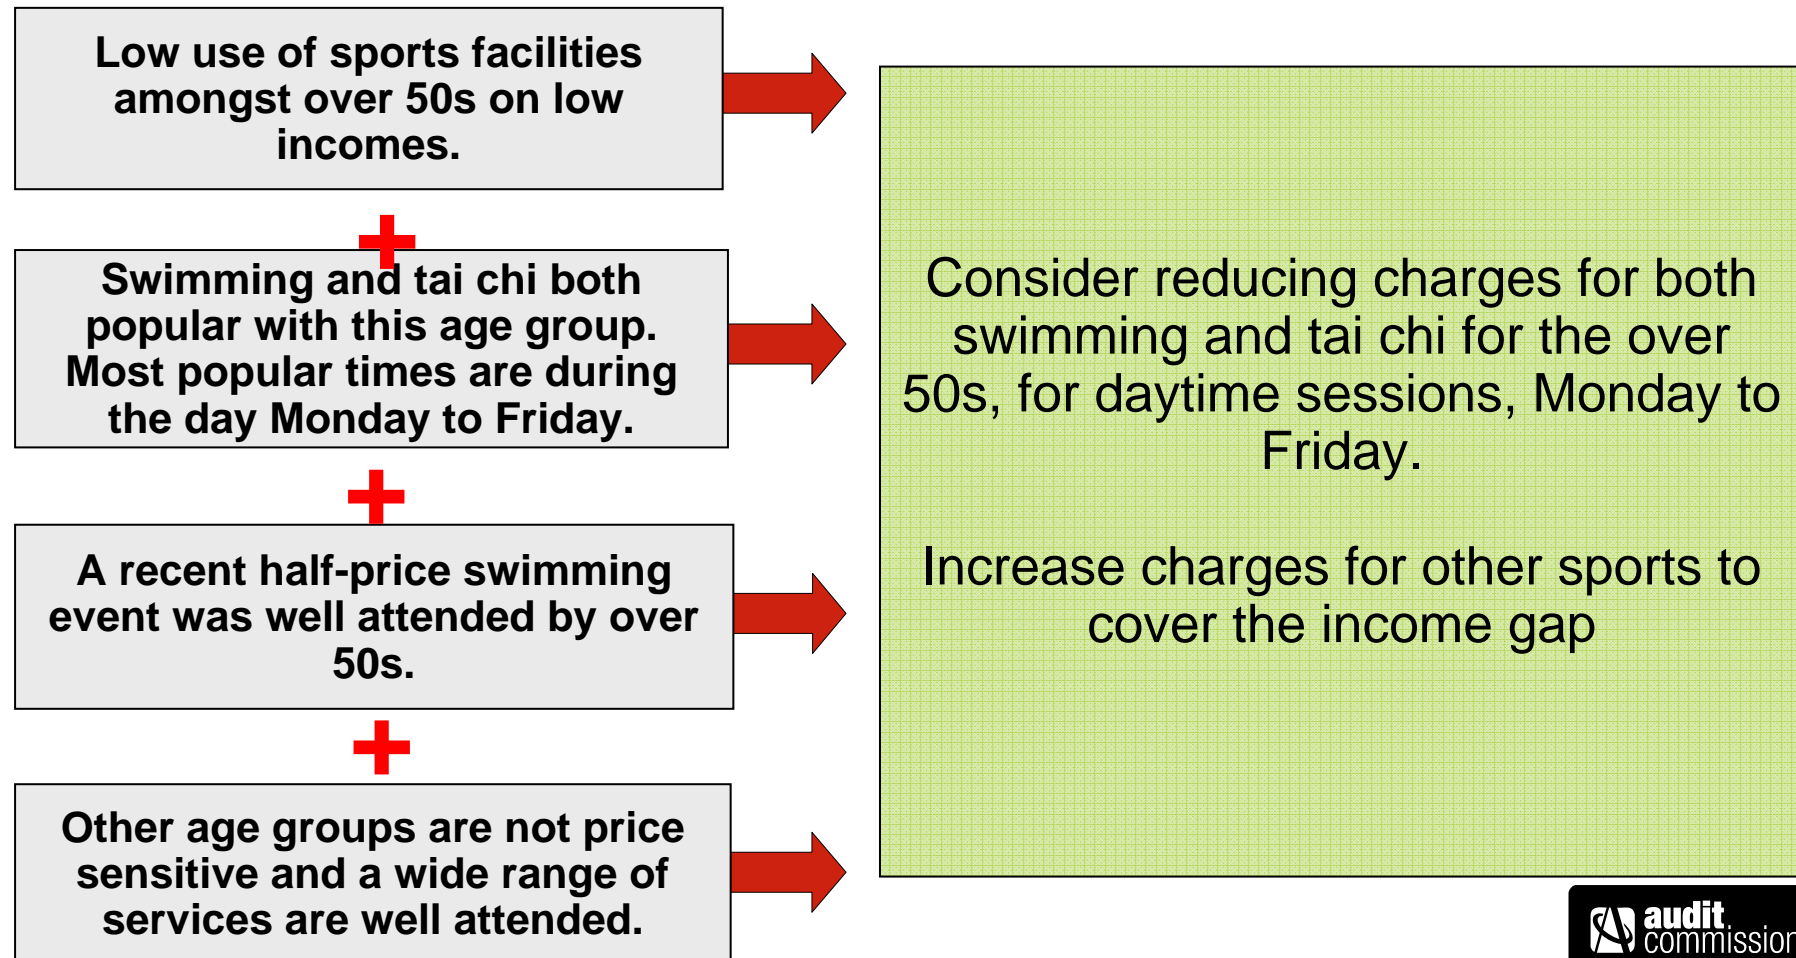 Low use of sports facilities
amongst over 50s on low
incomes.
Swimming and tai chi both
popular with this age group.
Most popular times are during
the day Monday to Friday.
A recent half-price swimming
event was well attended by over
50s.
Other age groups are not price
sensitive and a wide range of
services are well attended.
Consider reducing charges for both
swimming and tai chi for the over
50s, for daytime sessions, Monday to
Friday.
Increase charges for other sports to
cover the income gap
audit
commission